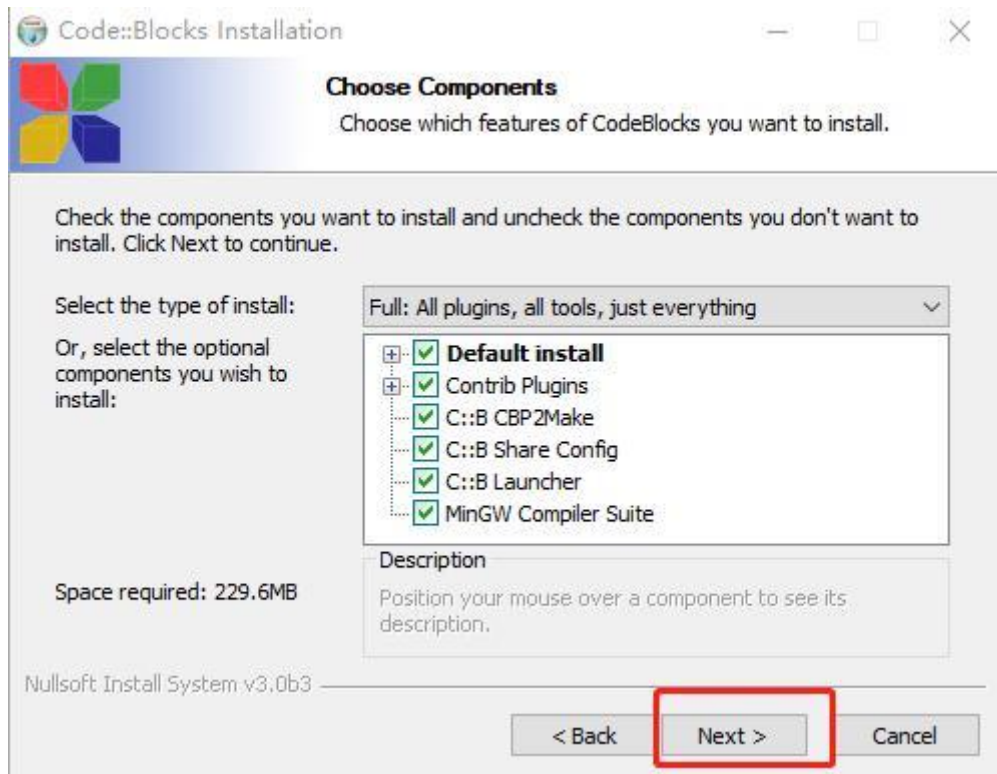 Code::Blocks Installation
Choose Components
Choose which features of CodeBlocks you want to install.
Check the components you want to install and uncheck the components you don't want to
install. Click Next to continue.
Select the type of install:
Full: All plugins, all tools, just everything
Or, select the optional
components you wish to
install:
Default install
Contrib Plugins
C::B CBP2Make
C::B Share Config
C::B Launcher
MinGW Compiler Suite
Space required: 229.6MB
Description
Position your mouse over a component to see its
description.
Nullsoft Install System v3.0b3
< Back
Next >
Cancel